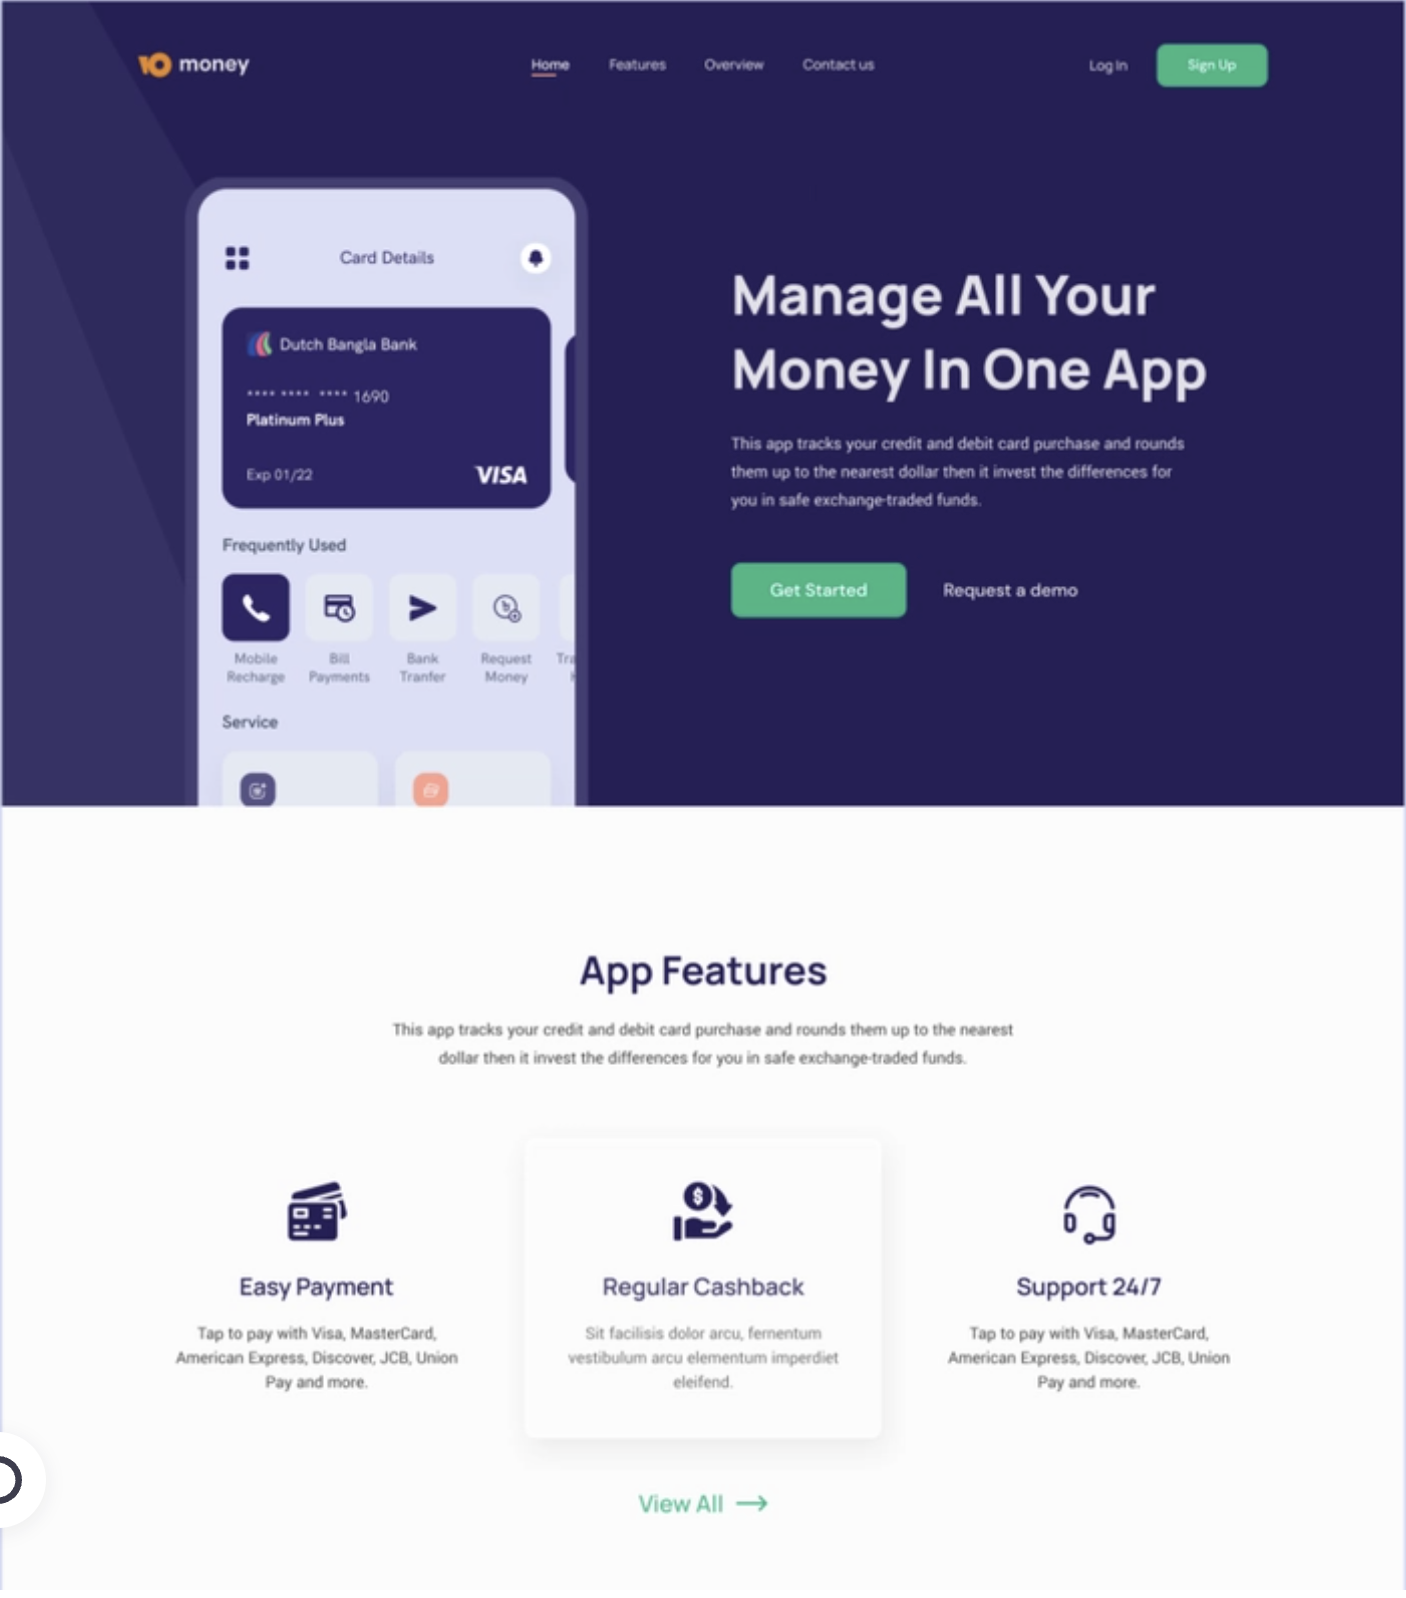 money
Home
Features
Overview
Contact us
Log In
Sign Up
Card Details
Dutch Bangla Bank
**** **** **** 1690
Platinum Plus
Exp 01/22
VISA
Frequently Used
Mobile
Recharge
Bill
Payments
Bank
Tranfer
Request
Money
Tra
Service
Manage All Your
Money In One App
This app tracks your credit and debit card purchase and rounds
them up to the nearest dollar then it invest the differences for
you in safe exchange-traded funds.
Get Started
Request a demo
App Features
This app tracks your credit and debit card purchase and rounds them up to the nearest
dollar then it invest the differences for you in safe exchange-traded funds.
Easy Payment
Tap to pay with Visa, MasterCard,
American Express, Discover, JCB, Union
Pay and more.
$
Regular Cashback
Sit facilisis dolor arcu, fernentum
vestibulum arcu elementum imperdiet
eleifend.
Support 24/7
Tap to pay with Visa, MasterCard,
American Express, Discover, JCB, Union
Pay and more.
View All